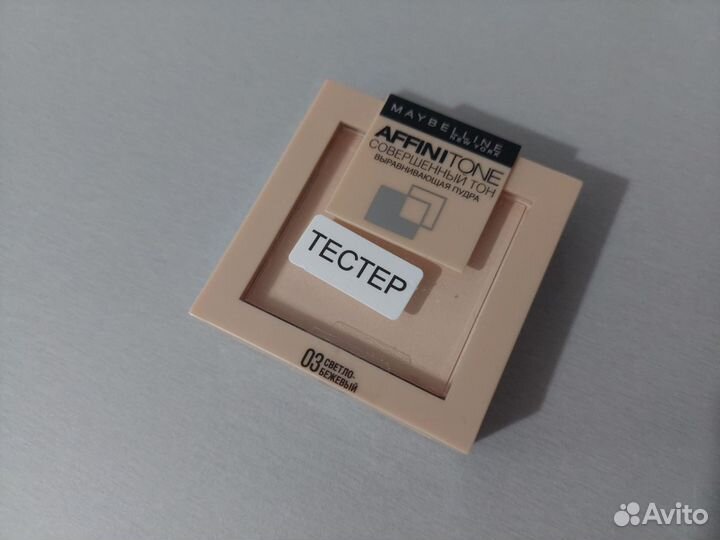 MAYBELLINE
NEW YORK
AFFINITONE
СОВЕРШЕННЫЙ ТОН
ВЫРАВНИВАЮЩАЯ ПУДРА
ТЕСТЕР
03 СВЕТЛО-
БЕЖЕВЫЙ
Avito